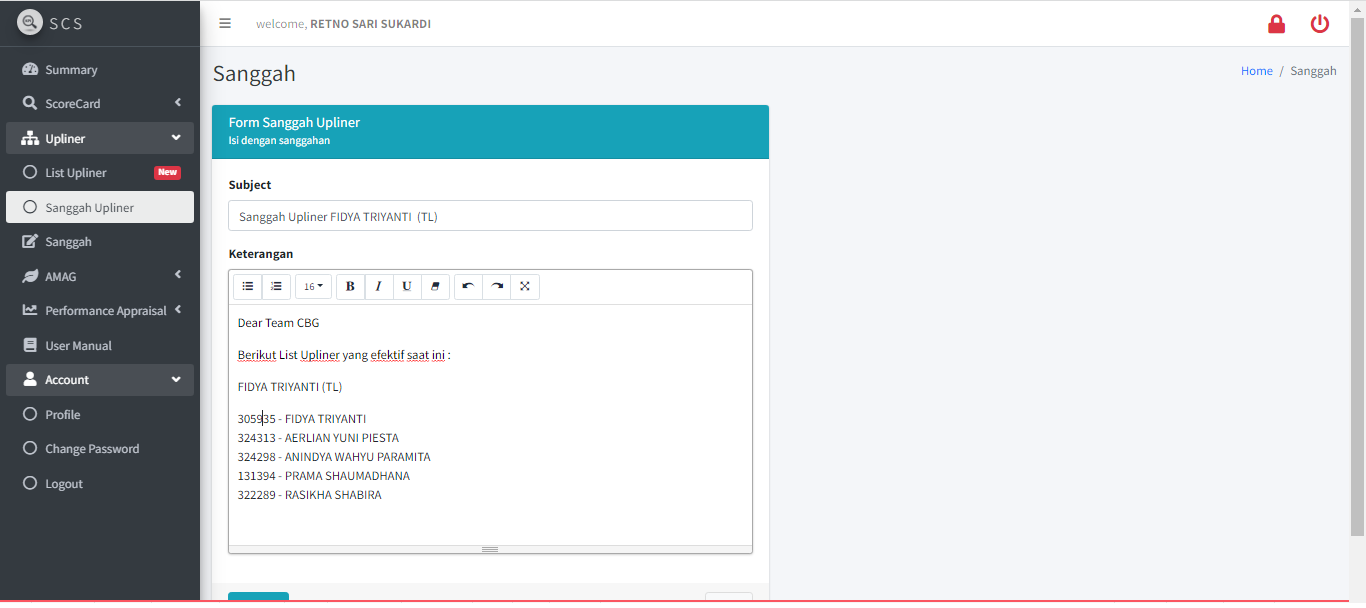 SCS
welcome, RETNO SARI SUKARDI
Summary
ScoreCard
Upliner
List Upliner New
Sanggah Upliner
Sanggah
AMAG
Performance Appraisal
User Manual
Account
Profile
Change Password
Logout
Sanggah
Home / Sanggah
Form Sanggah Upliner
Isi dengan sanggahan
Subject
Sanggah Upliner FIDYA TRIYANTI (TL)
Keterangan
16 B I U
Dear Team CBG
Berikut List Upliner yang efektif saat ini :
FIDYA TRIYANTI (TL)
305935 - FIDYA TRIYANTI
324313 - AERLIAN YUNI PIESTA
324298 - ANINDYA WAHYU PARAMITA
131394 - PRAMA SHAUMADHANA
322289 - RASIKHA SHABIRA